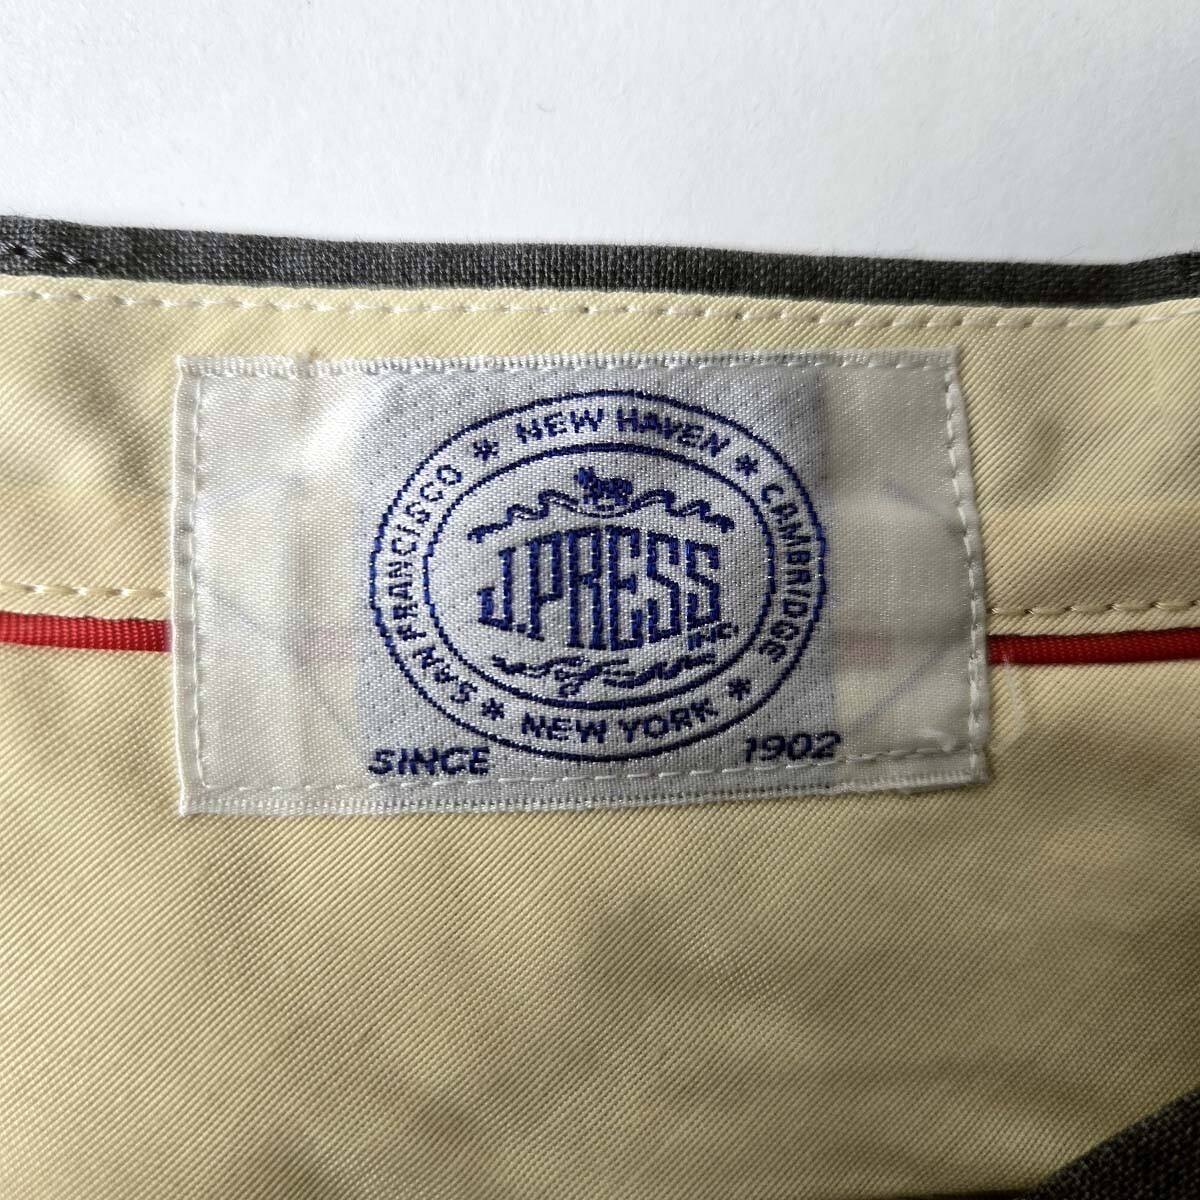 SAN FRANCISCO * NEW HAVEN * CAMBRIDGE * NEW YORK *
J.PRESS
INC.
SINCE 1902